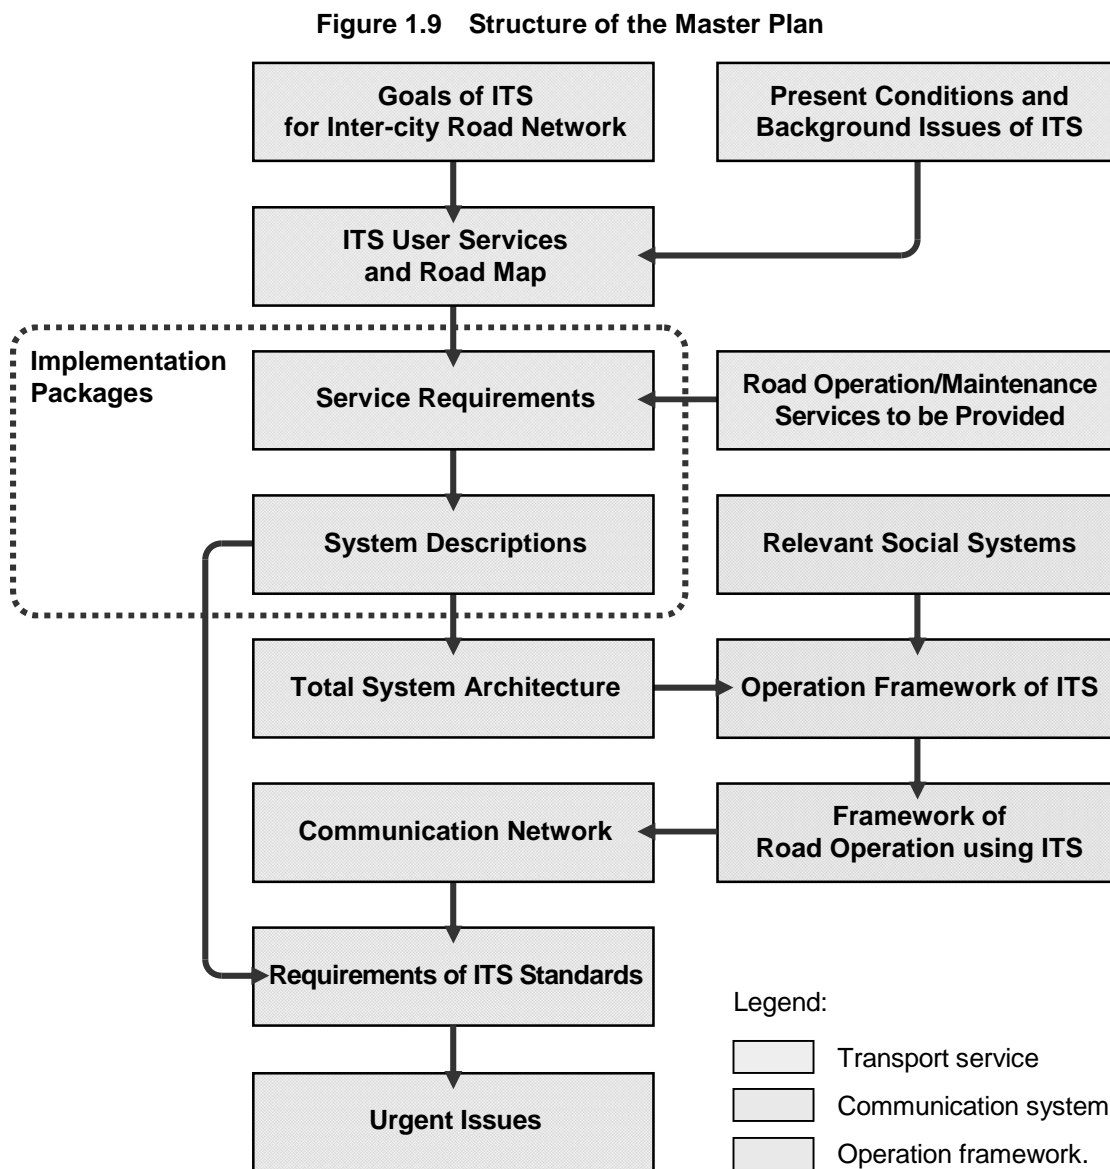 Figure 1.9 Structure of the Master Plan
Goals of ITS
for Inter-city Road Network
Present Conditions and
Background Issues of ITS
ITS User Services
and Road Map
Implementation
Packages
Service Requirements
Road Operation/Maintenance
Services to be Provided
System Descriptions
Relevant Social Systems
Total System Architecture
Operation Framework of ITS
Communication Network
Framework of
Road Operation using ITS
Requirements of ITS Standards
Urgent Issues
Legend:
Transport service
Communication system
Operation framework.